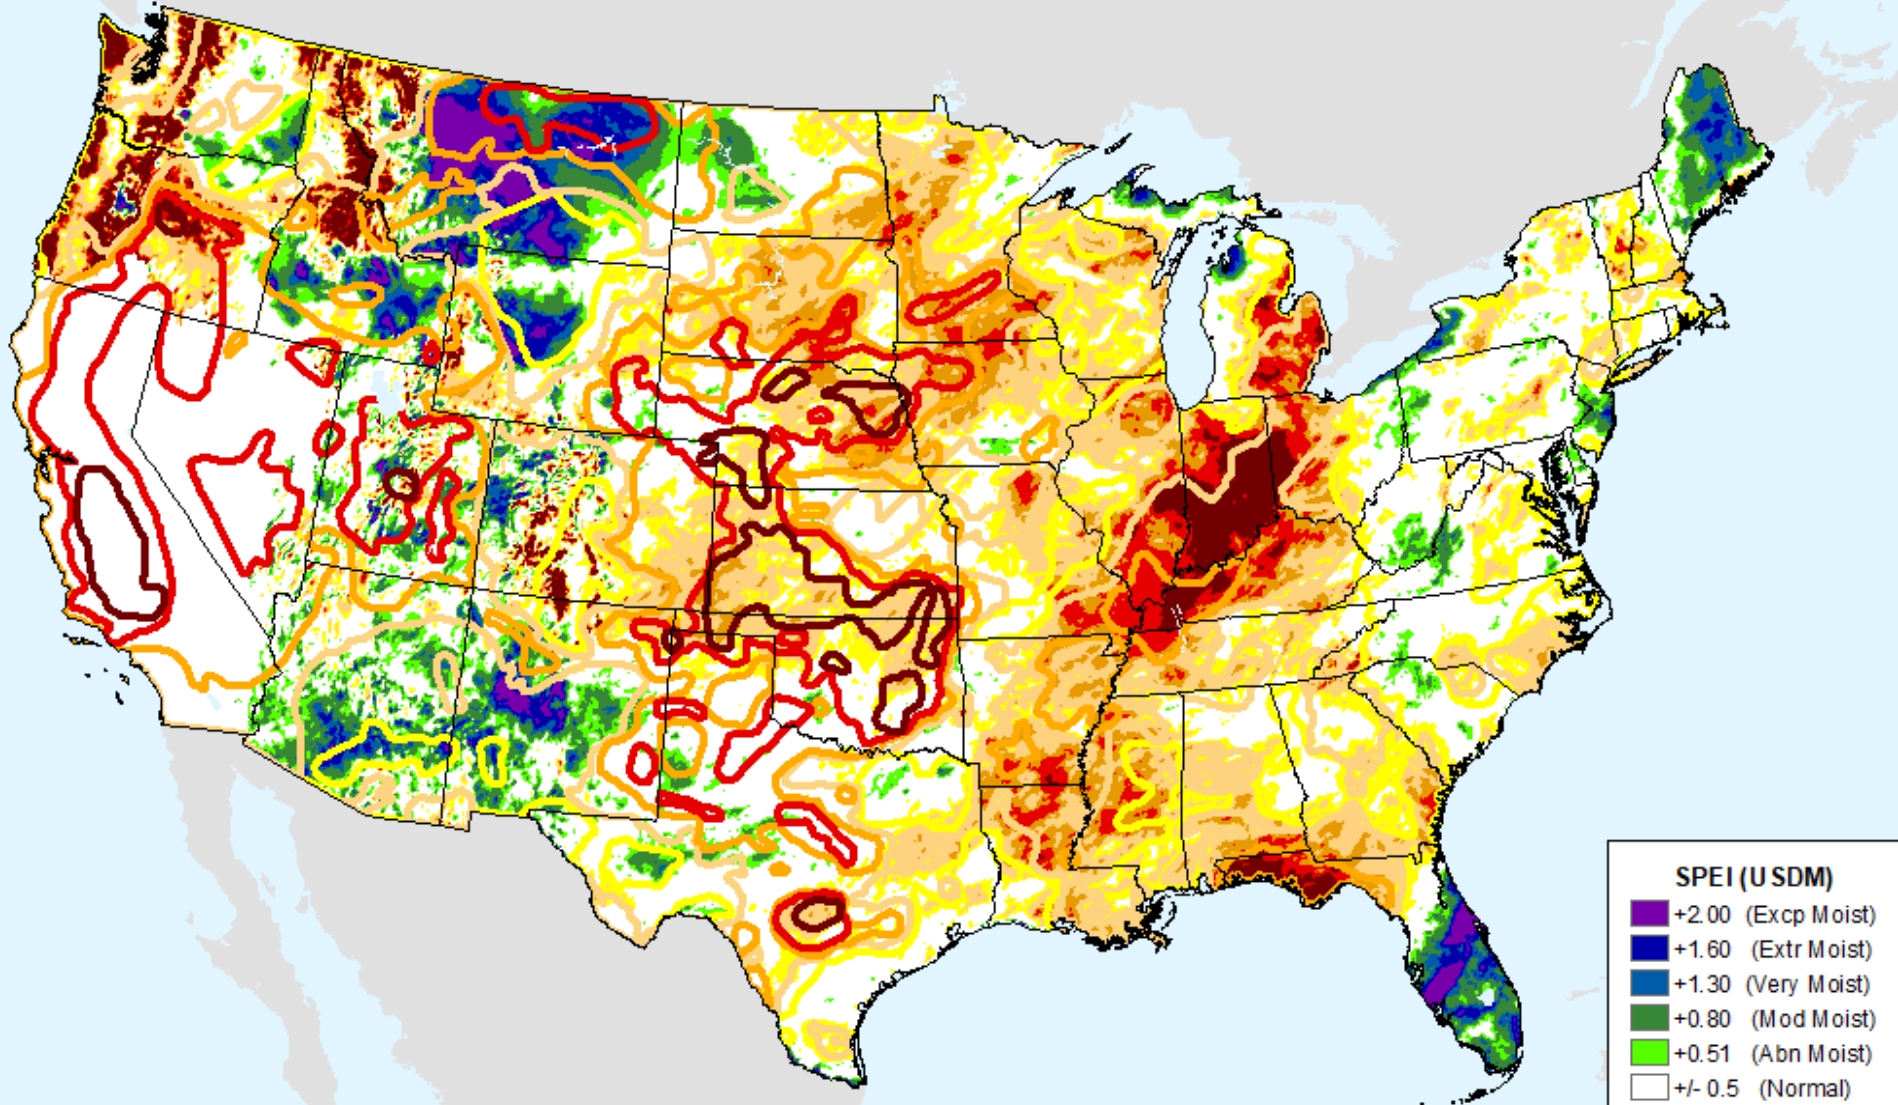 SPEI (USDM)
+2.00 (Excp Moist)
+1.60 (Extr Moist)
+1.30 (Very Moist)
+0.80 (Mod Moist)
+0.51 (Abn Moist)
+/- 0.5 (Normal)